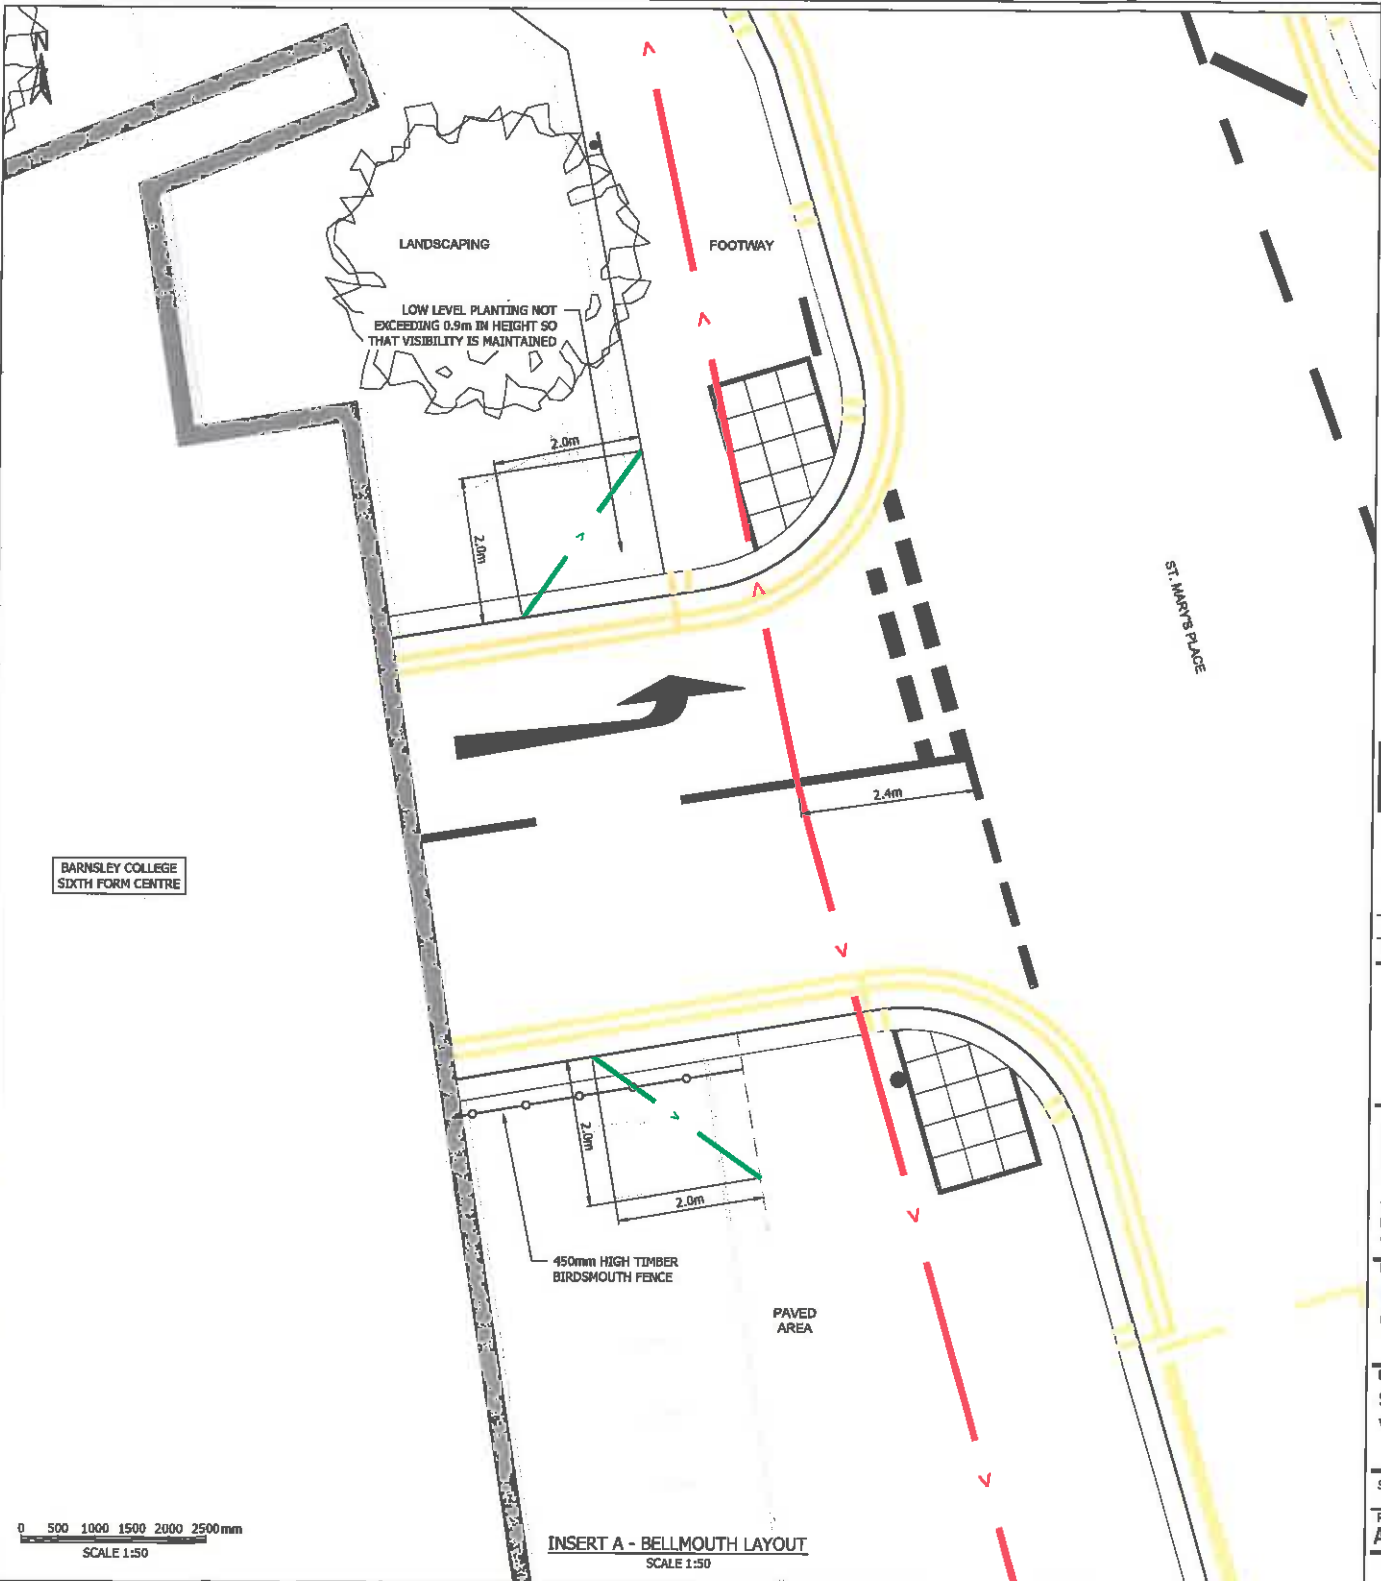 N
LANDSCAPING
FOOTWAY
LOW LEVEL PLANTING NOT
EXCEEDING 0.9m IN HEIGHT SO
THAT VISIBILITY IS MAINTAINED
2.0m
2.0m
ST. MARY'S PLACE
2.4m
BARNSLEY COLLEGE
SIXTH FORM CENTRE
2.0m
2.0m
450mm HIGH TIMBER
BIRDSMOUTH FENCE
PAVED
AREA
0 500 1000 1500 2000 2500mm
SCALE 1:50
INSERT A - BELLMOUTH LAYOUT
SCALE 1:50